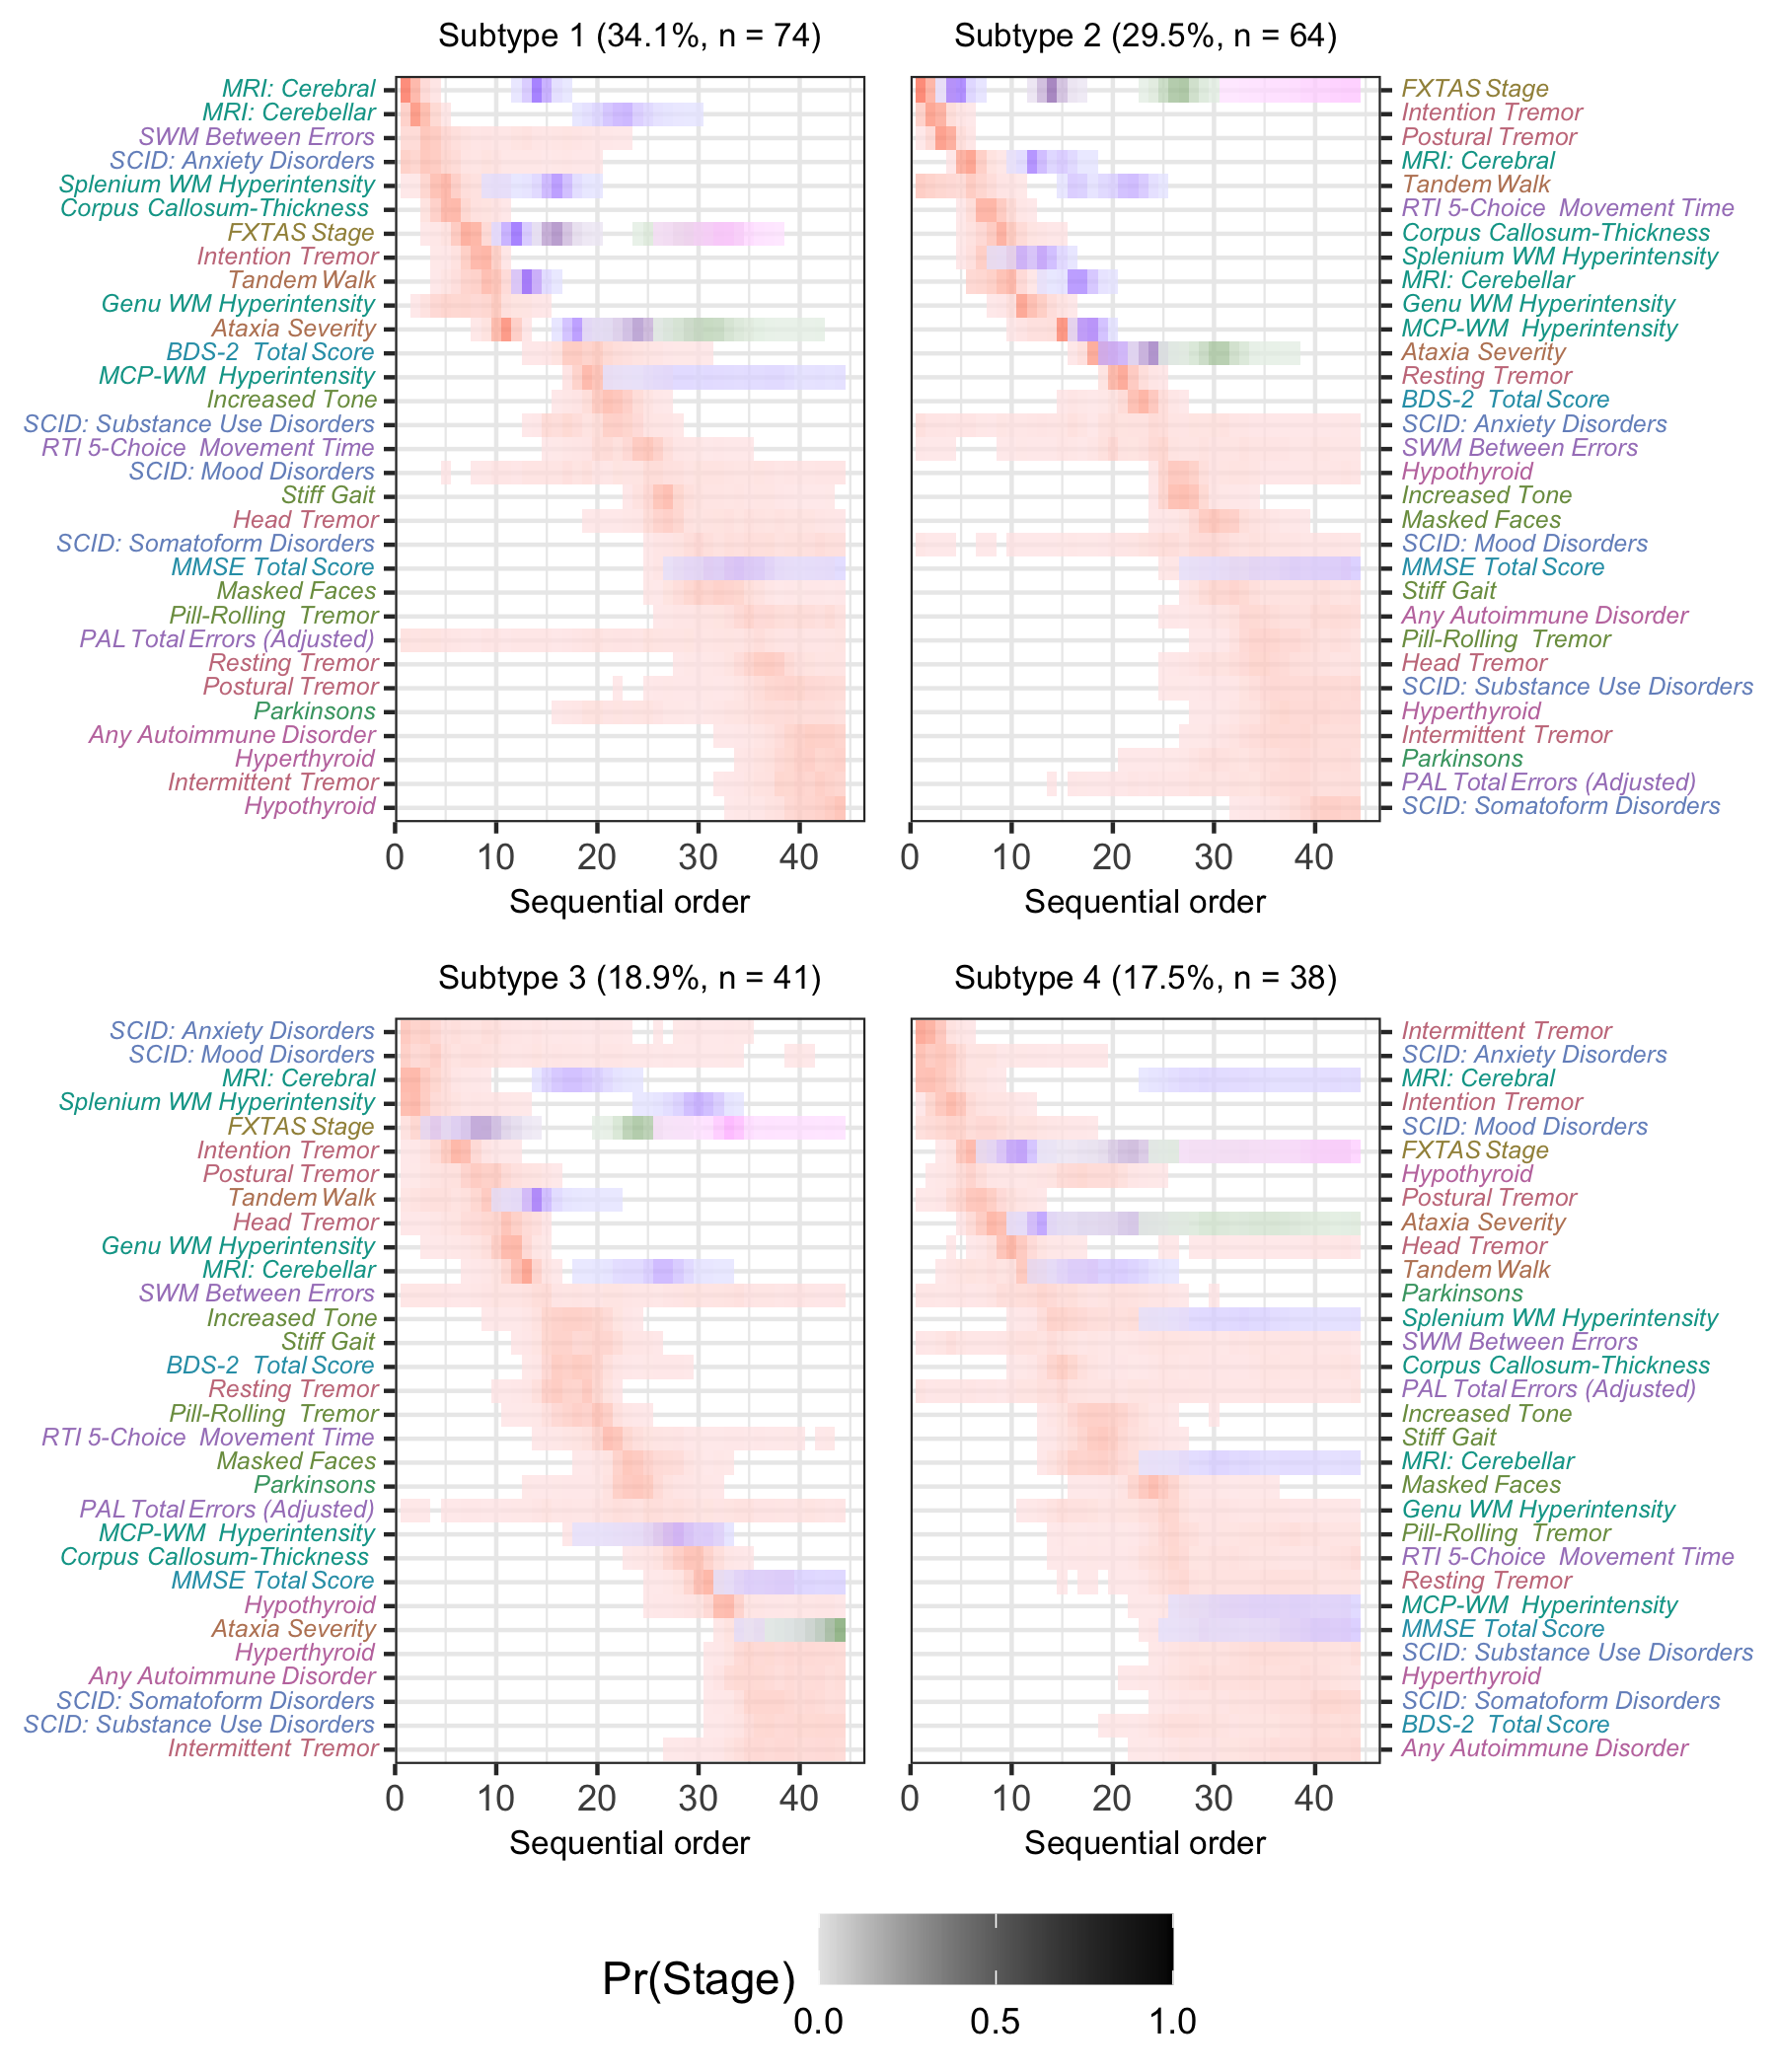 Subtype 1 (34.1%, n = 74)
Subtype 2 (29.5%, n = 64)
MRI: Cerebral
MRI: Cerebellar
SWM Between Errors
SCID: Anxiety Disorders
Splenium WM Hyperintensity
Corpus Callosum-Thickness
FXTAS Stage
Intention Tremor
Tandem Walk
Genu WM Hyperintensity
Ataxia Severity
BDS-2 Total Score
MCP-WM Hyperintensity
Increased Tone
SCID: Substance Use Disorders
RTI 5-Choice Movement Time
SCID: Mood Disorders
Stiff Gait
Head Tremor
SCID: Somatoform Disorders
MMSE Total Score
Masked Faces
Pill-Rolling Tremor
PAL Total Errors (Adjusted)
Resting Tremor
Postural Tremor
Parkinsons
Any Autoimmune Disorder
Hyperthyroid
Intermittent Tremor
Hypothyroid
0 10 20 30 40
Sequential order
FXTAS Stage
Intention Tremor
Postural Tremor
MRI: Cerebral
Tandem Walk
RTI 5-Choice Movement Time
Corpus Callosum-Thickness
Splenium WM Hyperintensity
MRI: Cerebellar
Genu WM Hyperintensity
MCP-WM Hyperintensity
Ataxia Severity
Resting Tremor
BDS-2 Total Score
SCID: Anxiety Disorders
SWM Between Errors
Hypothyroid
Increased Tone
Masked Faces
SCID: Mood Disorders
MMSE Total Score
Stiff Gait
Any Autoimmune Disorder
Pill-Rolling Tremor
Head Tremor
SCID: Substance Use Disorders
Hyperthyroid
Intermittent Tremor
Parkinsons
PAL Total Errors (Adjusted)
SCID: Somatoform Disorders
0 10 20 30 40
Sequential order
Subtype 3 (18.9%, n = 41)
Subtype 4 (17.5%, n = 38)
SCID: Anxiety Disorders
SCID: Mood Disorders
MRI: Cerebral
Splenium WM Hyperintensity
FXTAS Stage
Intention Tremor
Postural Tremor
Tandem Walk
Head Tremor
Genu WM Hyperintensity
MRI: Cerebellar
SWM Between Errors
Increased Tone
Stiff Gait
BDS-2 Total Score
Resting Tremor
Pill-Rolling Tremor
RTI 5-Choice Movement Time
Masked Faces
Parkinsons
PAL Total Errors (Adjusted)
MCP-WM Hyperintensity
Corpus Callosum-Thickness
MMSE Total Score
Hypothyroid
Ataxia Severity
Hyperthyroid
Any Autoimmune Disorder
SCID: Somatoform Disorders
SCID: Substance Use Disorders
Intermittent Tremor
0 10 20 30 40
Sequential order
Intermittent Tremor
SCID: Anxiety Disorders
MRI: Cerebral
Intention Tremor
SCID: Mood Disorders
FXTAS Stage
Hypothyroid
Postural Tremor
Ataxia Severity
Head Tremor
Tandem Walk
Parkinsons
Splenium WM Hyperintensity
SWM Between Errors
Corpus Callosum-Thickness
PAL Total Errors (Adjusted)
Increased Tone
Stiff Gait
MRI: Cerebellar
Masked Faces
Genu WM Hyperintensity
Pill-Rolling Tremor
RTI 5-Choice Movement Time
Resting Tremor
MCP-WM Hyperintensity
MMSE Total Score
SCID: Substance Use Disorders
Hyperthyroid
SCID: Somatoform Disorders
BDS-2 Total Score
Any Autoimmune Disorder
0 10 20 30 40
Sequential order
Pr(Stage)
0.0 0.5 1.0